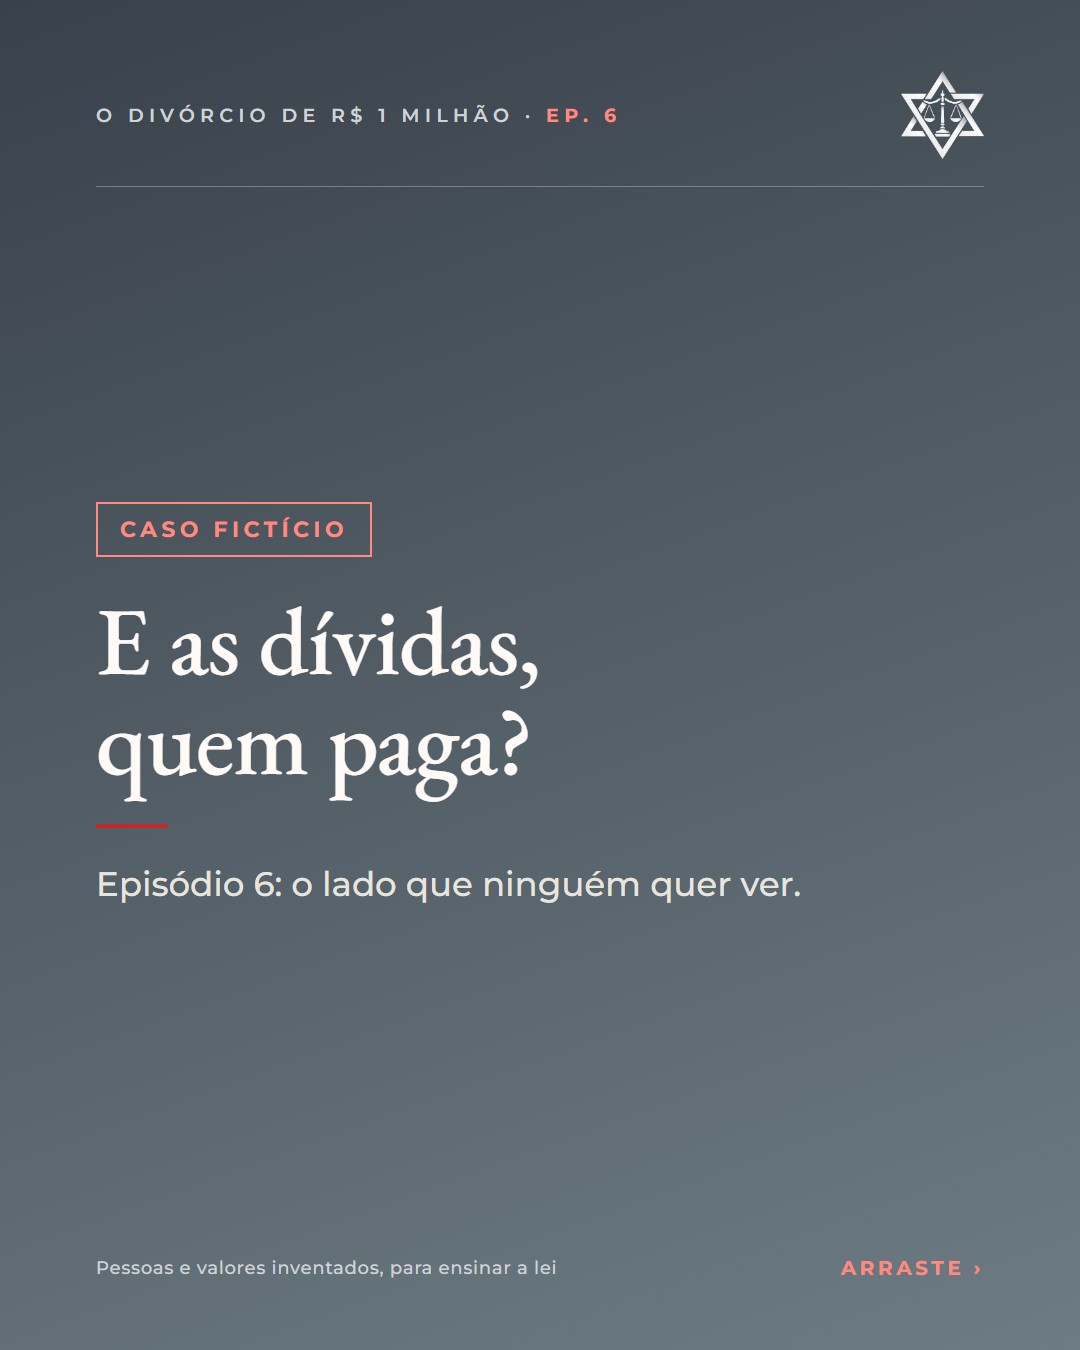 O DIVÓRCIO DE R$ 1 MILHÃO · EP. 6
CASO FICTÍCIO
E as dívidas,
quem paga?
Episódio 6: o lado que ninguém quer ver.
Pessoas e valores inventados, para ensinar a lei
ARRASTE ›